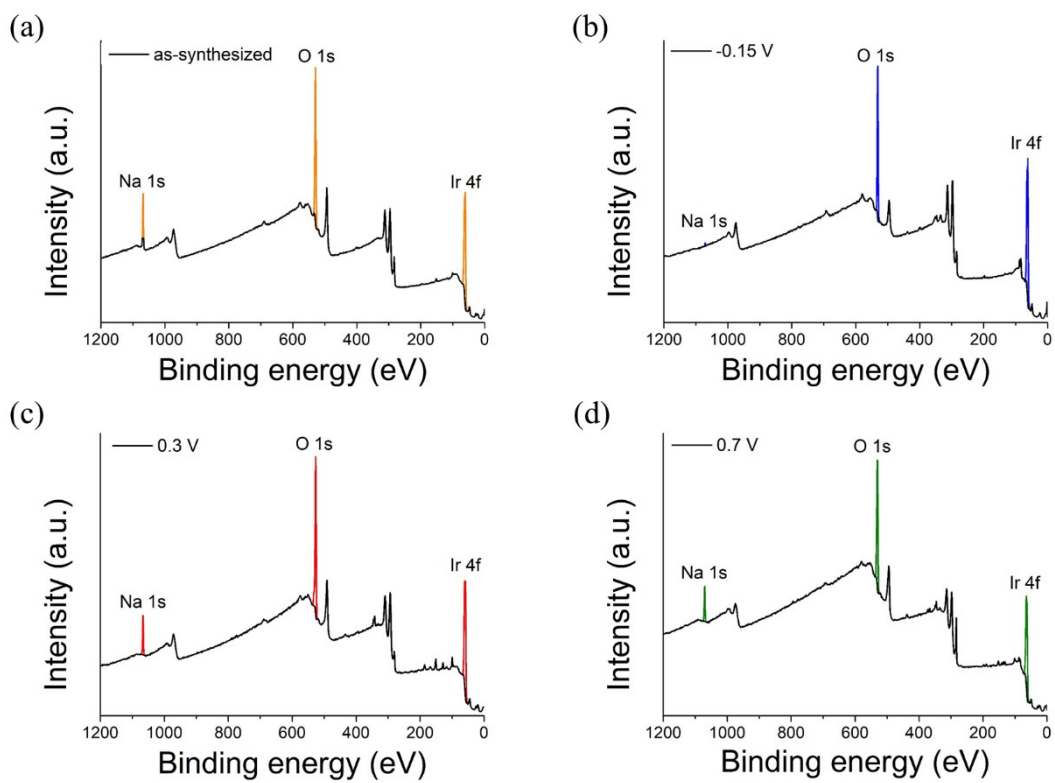 (a)
as-synthesized
O 1s
Na 1s
Ir 4f
Intensity (a.u.)
1200 1000 800 600 400 200 0
Binding energy (eV)
(b)
-0.15 V
O 1s
Ir 4f
Na 1s
Intensity (a.u.)
1200 1000 800 600 400 200 0
Binding energy (eV)
(c)
0.3 V
O 1s
Ir 4f
Na 1s
Intensity (a.u.)
1200 1000 800 600 400 200 0
Binding energy (eV)
(d)
0.7 V
O 1s
Na 1s
Ir 4f
Intensity (a.u.)
1200 1000 800 600 400 200 0
Binding energy (eV)